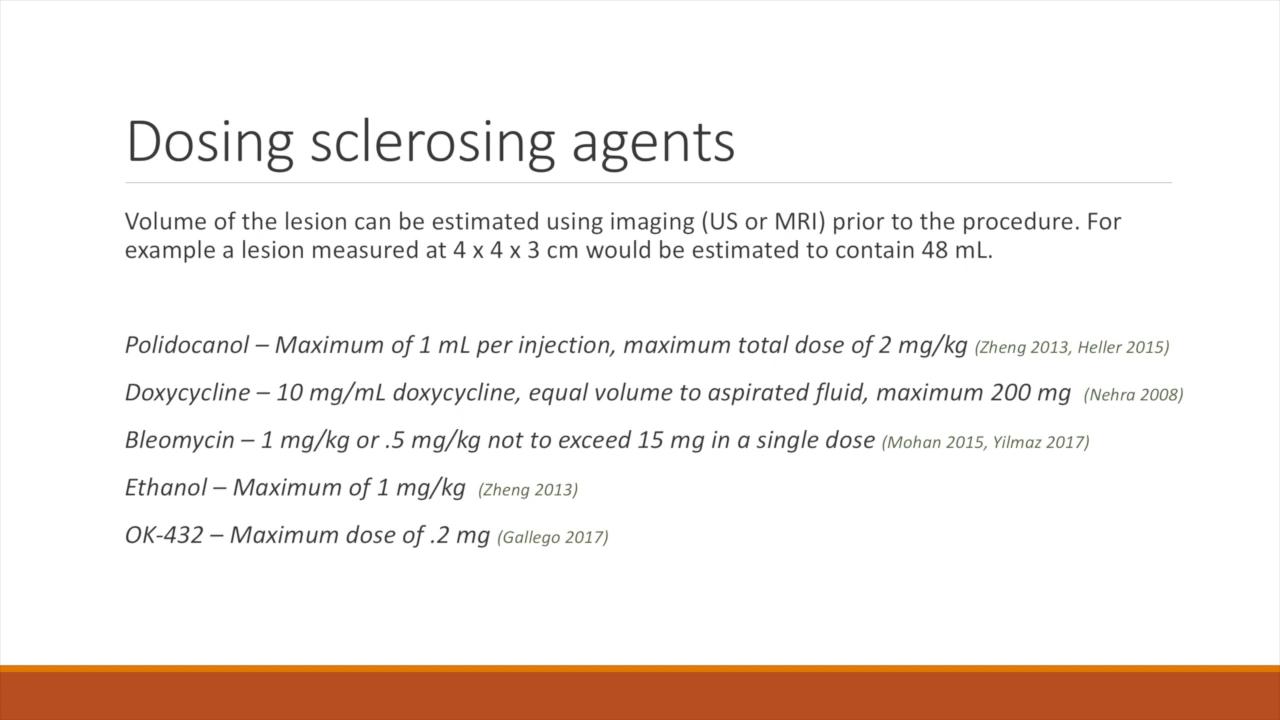 Dosing sclerosing agents
Volume of the lesion can be estimated using imaging (US or MRI) prior to the procedure. For
example a lesion measured at 4 x 4 x 3 cm would be estimated to contain 48 mL.
Polidocanol – Maximum of 1 mL per injection, maximum total dose of 2 mg/kg (Zheng 2013, Heller 2015)
Doxycycline – 10 mg/mL doxycycline, equal volume to aspirated fluid, maximum 200 mg (Nehra 2008)
Bleomycin – 1 mg/kg or .5 mg/kg not to exceed 15 mg in a single dose (Mohan 2015, Yilmaz 2017)
Ethanol – Maximum of 1 mg/kg (Zheng 2013)
OK-432 – Maximum dose of .2 mg (Gallego 2017)